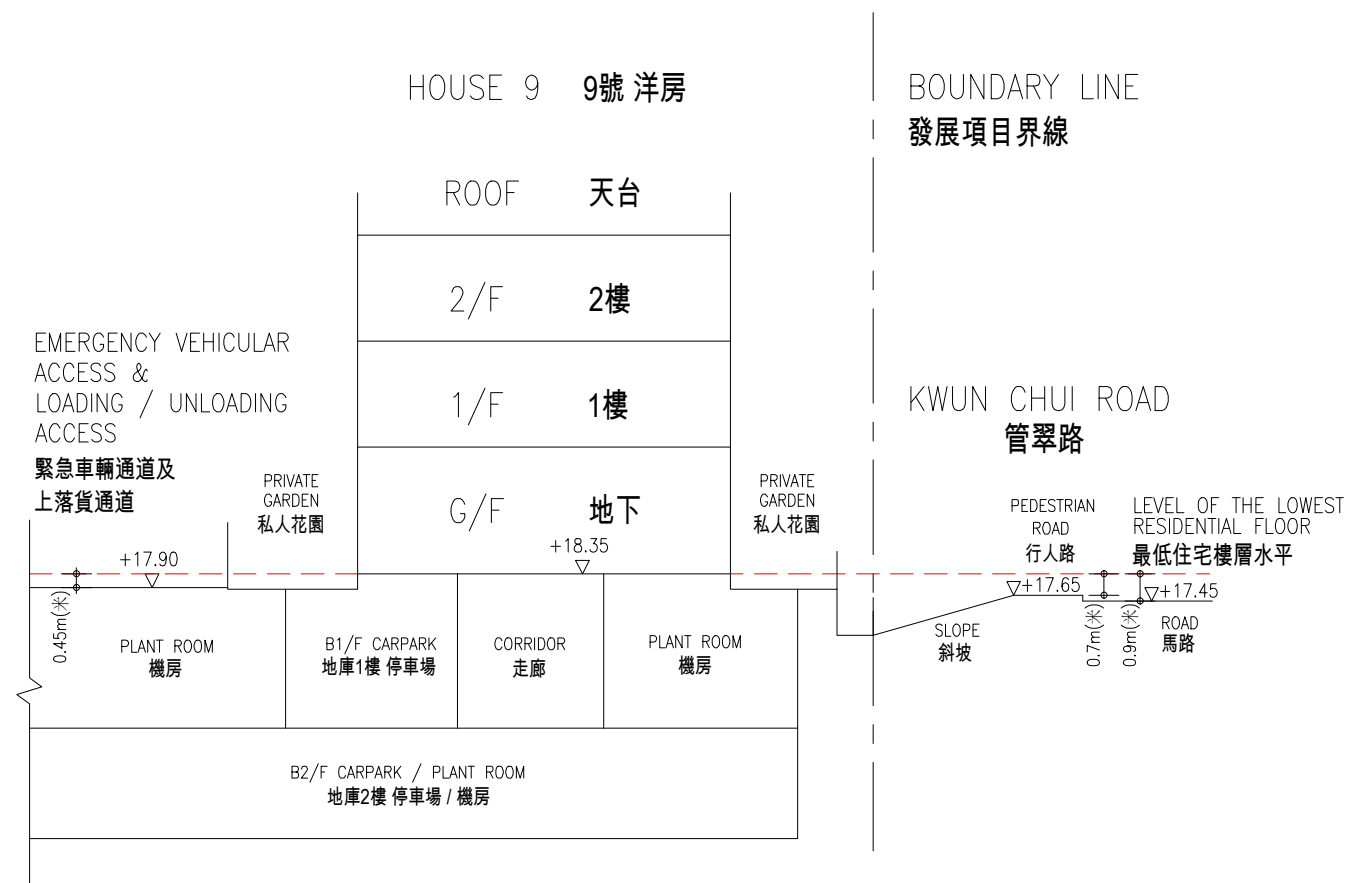 HOUSE 9 9號 洋房
BOUNDARY LINE
發展項目界線
ROOF 天台
2/F 2樓
1/F 1樓
G/F 地下
EMERGENCY VEHICULAR
ACCESS &
LOADING / UNLOADING
ACCESS
緊急車輛通道及
上落貨通道
PRIVATE
GARDEN
私人花園
PRIVATE
GARDEN
私人花園
KWUN CHUI ROAD
管翠路
PEDESTRIAN
ROAD
行人路
LEVEL OF THE LOWEST
RESIDENTIAL FLOOR
最低住宅樓層水平
+17.90
+18.35
+17.65
+17.45
0.45m(米)
0.7m(米)
0.9m(米)
PLANT ROOM
機房
B1/F CARPARK
地庫1樓 停車場
CORRIDOR
走廊
PLANT ROOM
機房
SLOPE
斜坡
ROAD
馬路
B2/F CARPARK / PLANT ROOM
地庫2樓 停車場 / 機房